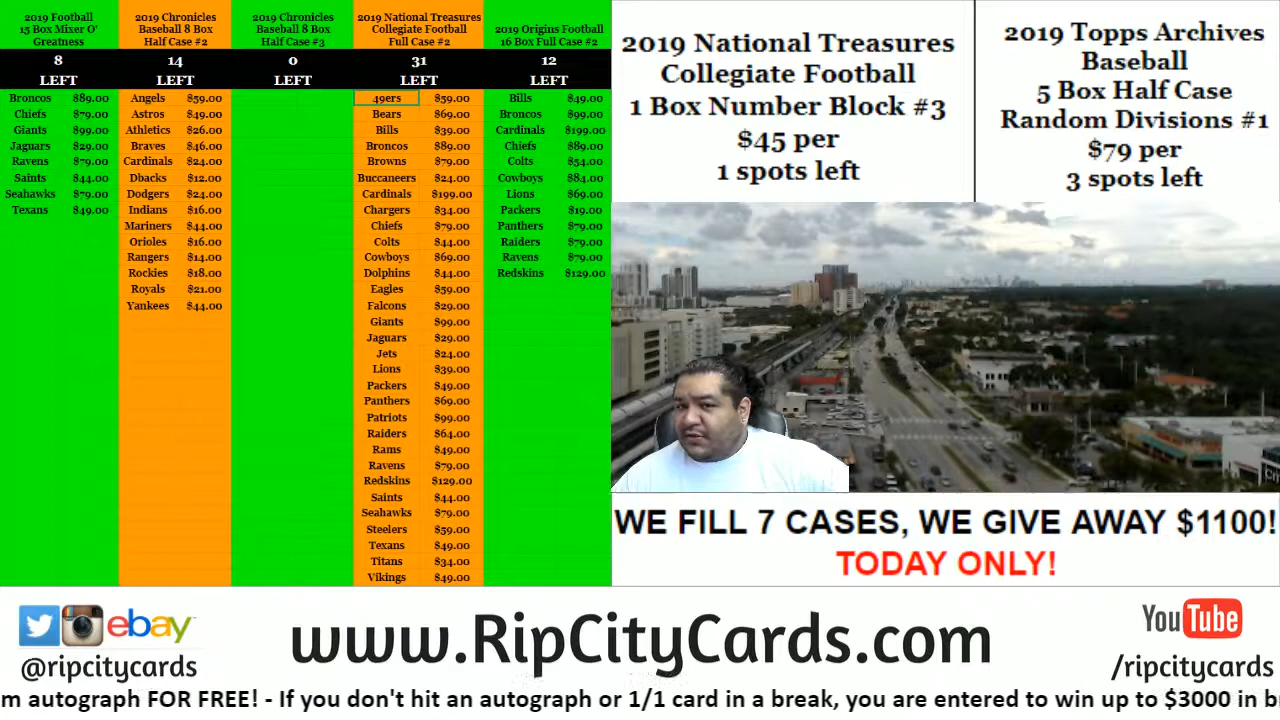 2019 Football
15 Box Mixer O'
Greatness
8
LEFT
Broncos $89.00
Chiefs $79.00
Giants $99.00
Jaguars $29.00
Ravens $79.00
Saints $44.00
Seahawks $79.00
Texans $49.00
2019 Chronicles
Baseball 8 Box
Half Case #2
14
LEFT
Angels $59.00
Astros $49.00
Athletics $26.00
Braves $46.00
Cardinals $24.00
Dbacks $12.00
Dodgers $24.00
Indians $16.00
Mariners $44.00
Orioles $16.00
Rangers $14.00
Rockies $18.00
Royals $21.00
Yankees $44.00
2019 Chronicles
Baseball 8 Box
Half Case #3
0
LEFT
2019 National Treasures
Collegiate Football
Full Case #2
31
LEFT
49ers $59.00
Bears $69.00
Bills $39.00
Broncos $89.00
Browns $79.00
Buccaneers $24.00
Cardinals $199.00
Chargers $34.00
Chiefs $79.00
Colts $44.00
Cowboys $69.00
Dolphins $44.00
Eagles $59.00
Falcons $29.00
Giants $99.00
Jaguars $29.00
Jets $24.00
Lions $39.00
Packers $49.00
Panthers $69.00
Patriots $99.00
Raiders $64.00
Rams $49.00
Ravens $79.00
Redskins $129.00
Saints $44.00
Seahawks $79.00
Steelers $59.00
Texans $49.00
Titans $34.00
Vikings $49.00
2019 Origins Football
16 Box Full Case #2
12
LEFT
Bills $49.00
Broncos $99.00
Cardinals $199.00
Chiefs $89.00
Colts $54.00
Cowboys $84.00
Lions $69.00
Packers $19.00
Panthers $79.00
Raiders $79.00
Ravens $79.00
Redskins $129.00
2019 National Treasures
Collegiate Football
1 Box Number Block #3
$45 per
1 spots left
2019 Topps Archives
Baseball
5 Box Half Case
Random Divisions #1
$79 per
3 spots left
WE FILL 7 CASES, WE GIVE AWAY $1100!
TODAY ONLY!
ebay
@ripcitycards
www.RipCityCards.com
YouTube
/ripcitycards
m autograph FOR FREE! - If you don't hit an autograph or 1/1 card in a break, you are entered to win up to $3000 in b